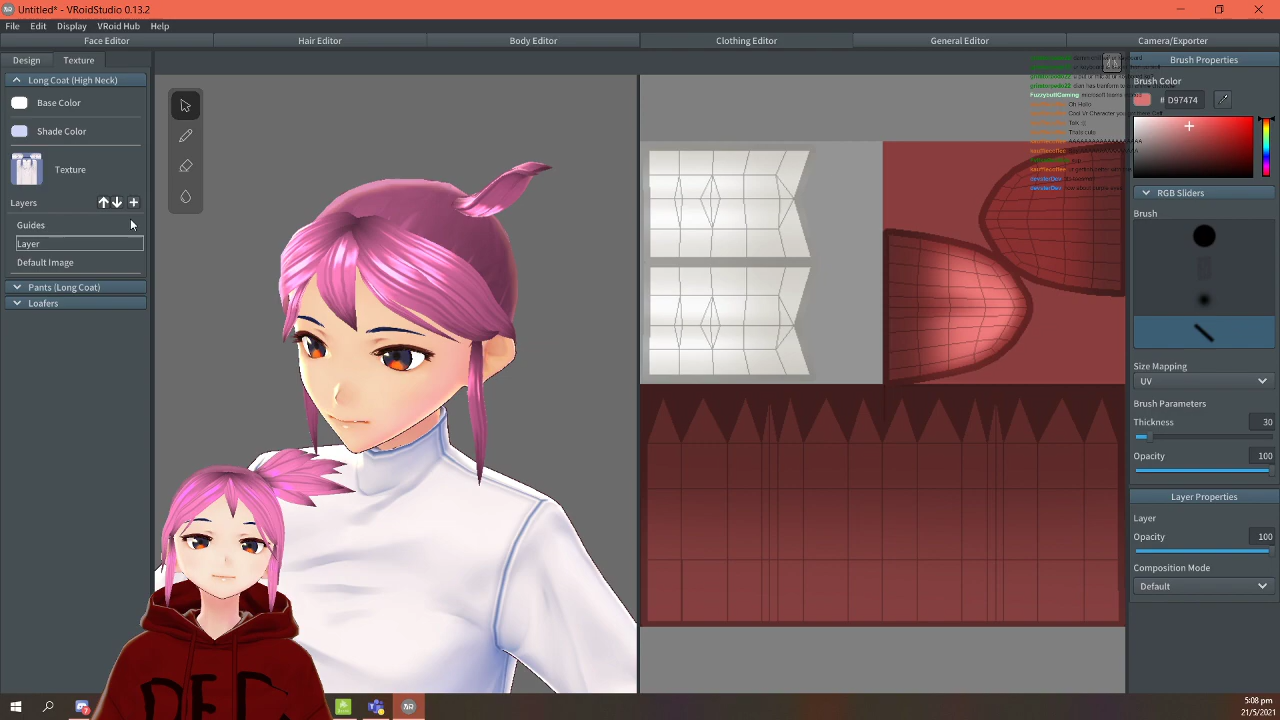 Untitled* - VRoidStudio 0.13.2
File Edit Display VRoid Hub Help
Face Editor Hair Editor Body Editor Clothing Editor General Editor Camera/Exporter
Design Texture
Long Coat (High Neck)
Base Color
Shade Color
Texture
Layers
Guides
Layer
Default Image
Pants (Long Coat)
Loafers
FuzzybuttGaming
Oh Hello
Brush Properties
Brush Color
# D97474
RGB Sliders
Brush
Size Mapping
UV
Brush Parameters
Thickness 30
Opacity 100
Layer Properties
Layer
Opacity 100
Composition Mode
Default
5:08 pm
21/5/2021